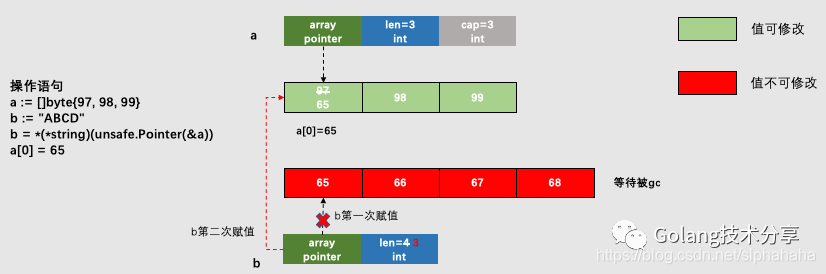 a
array
pointer
len=3
int
cap=3
int
值可修改
值不可修改
操作语句
a := []byte{97, 98, 99}
b := "ABCD"
b = *(*string)(unsafe.Pointer(&a))
a[0] = 65
97
65
98
99
a[0]=65
65
66
67
68
等待被gc
b第一次赋值
b第二次赋值
b
array
pointer
len=4 3
int
Golang技术分享
https://blog.csdn.net/slphahaha